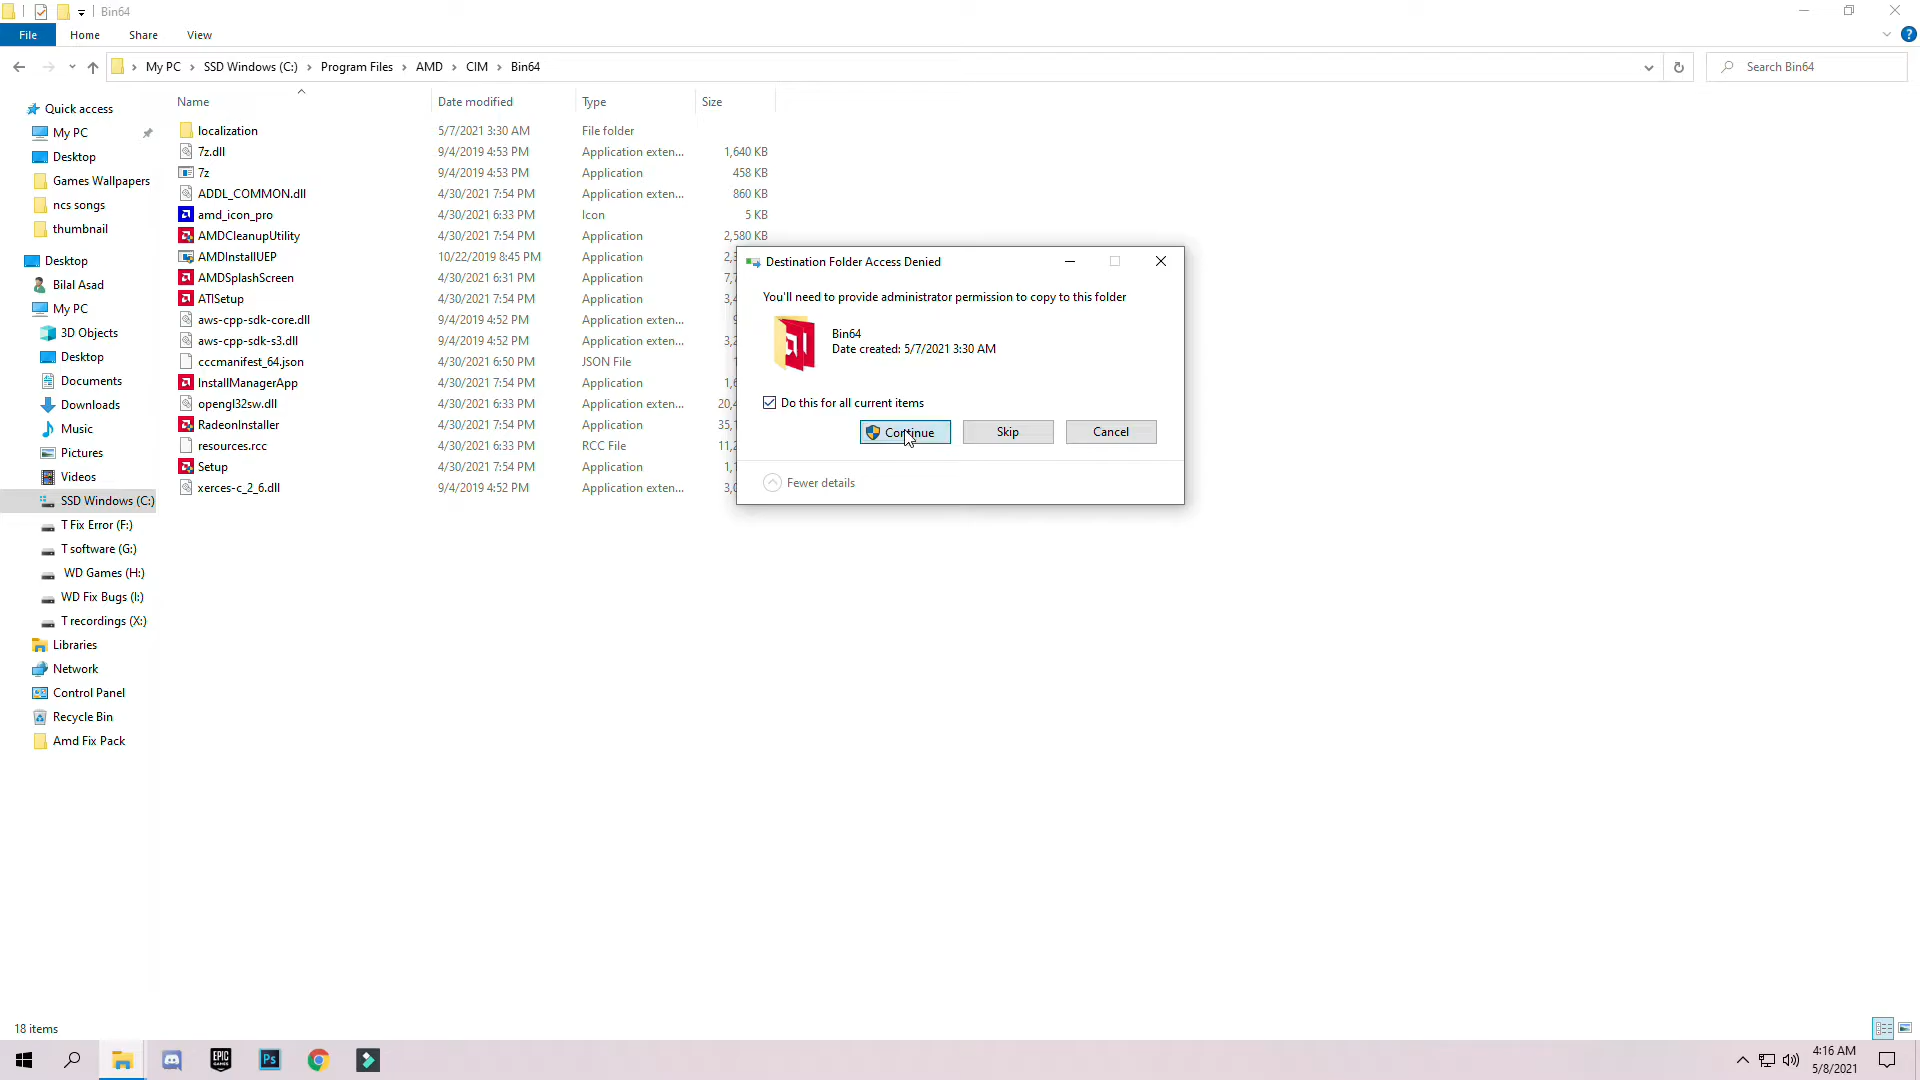 Bin64
File Home Share View
My PC SSD Windows (C:) Program Files AMD CIM Bin64
Search Bin64
Name Date modified Type Size
Quick access
My PC
Desktop
Games Wallpapers
ncs songs
thumbnail
Desktop
Bilal Asad
My PC
3D Objects
Desktop
Documents
Downloads
Music
Pictures
Videos
SSD Windows (C:)
T Fix Error (F:)
T software (G:)
WD Games (H:)
WD Fix Bugs (I:)
T recordings (X:)
Libraries
Network
Control Panel
Recycle Bin
Amd Fix Pack
localization 5/7/2021 3:30 AM File folder
7z.dll 9/4/2019 4:53 PM Application exten... 1,640 KB
7z 9/4/2019 4:53 PM Application 458 KB
ADDL_COMMON.dll 4/30/2021 7:54 PM Application exten... 860 KB
amd_icon_pro 4/30/2021 6:33 PM Icon 5 KB
AMDCleanupUtility 4/30/2021 7:54 PM Application 2,580 KB
AMDInstallUEP 10/22/2019 8:45 PM Application
AMDSplashScreen 4/30/2021 6:31 PM Application
ATISetup 4/30/2021 7:54 PM Application
aws-cpp-sdk-core.dll 9/4/2019 4:52 PM Application exten...
aws-cpp-sdk-s3.dll 9/4/2019 4:52 PM Application exten...
cccmanifest_64.json 4/30/2021 6:50 PM JSON File
InstallManagerApp 4/30/2021 7:54 PM Application
opengl32sw.dll 4/30/2021 6:33 PM Application exten...
RadeonInstaller 4/30/2021 7:54 PM Application
resources.rcc 4/30/2021 6:33 PM RCC File
Setup 4/30/2021 7:54 PM Application
xerces-c_2_6.dll 9/4/2019 4:52 PM Application exten...
Destination Folder Access Denied
You'll need to provide administrator permission to copy to this folder
Bin64
Date created: 5/7/2021 3:30 AM
Do this for all current items
Continue Skip Cancel
Fewer details
18 items
EPIC GAMES
Ps
4:16 AM
5/8/2021